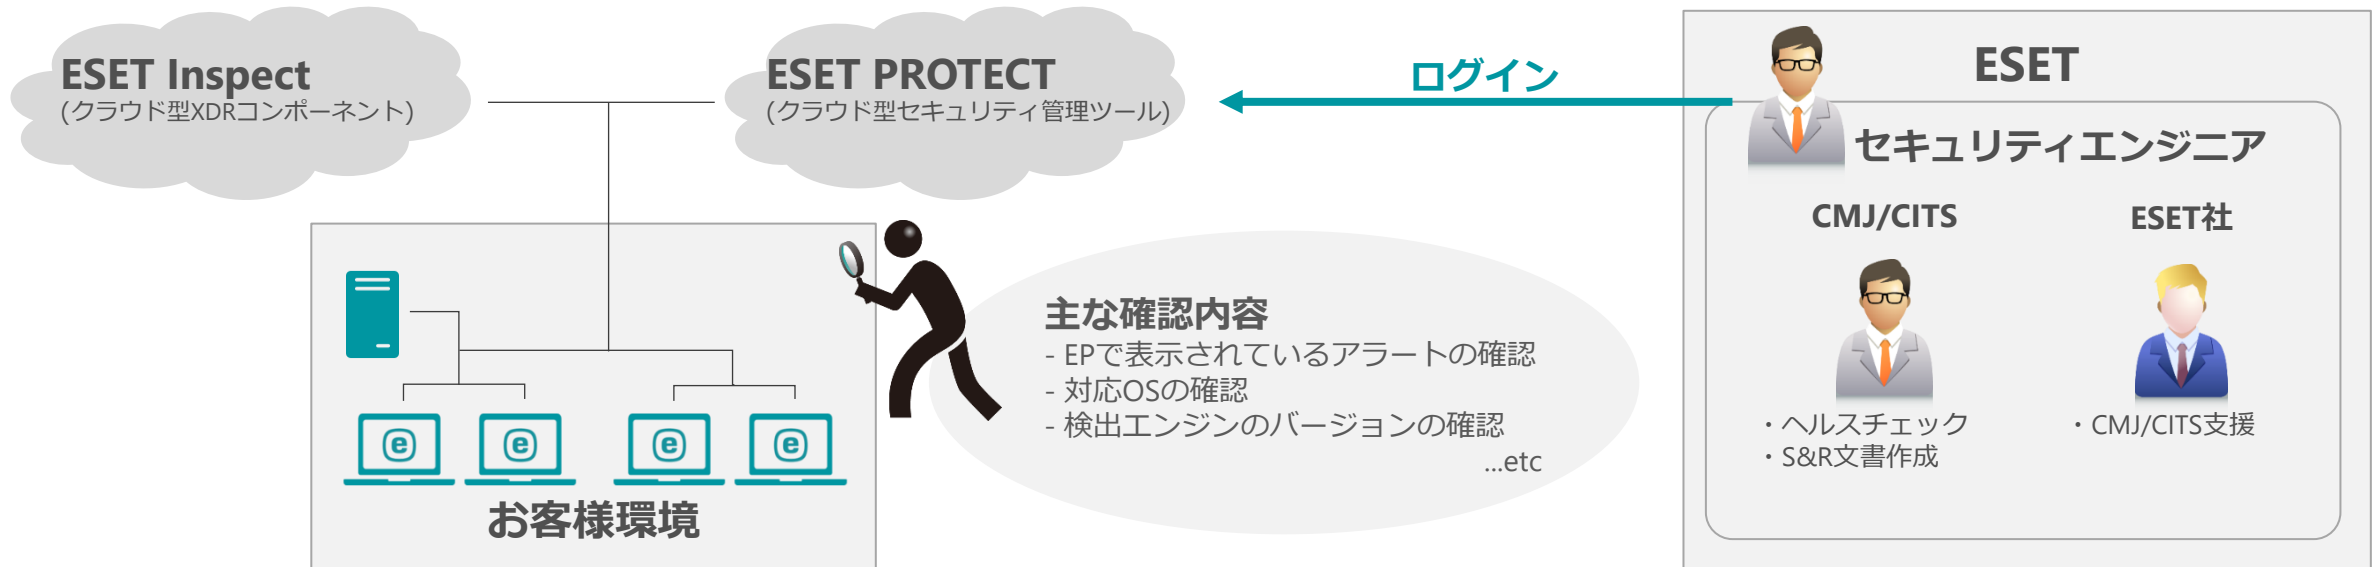 ESET Inspect
(クラウド型XDRコンポーネント)
ESET PROTECT
(クラウド型セキュリティ管理ツール)
ログイン
ESET
セキュリティエンジニア
CMJ/CITS
・ヘルスチェック
・S&R文書作成
ESET社
・CMJ/CITS支援
主な確認内容
- EPで表示されているアラートの確認
- 対応OSの確認
- 検出エンジンのバージョンの確認
...etc
e
e
e
e
お客様環境